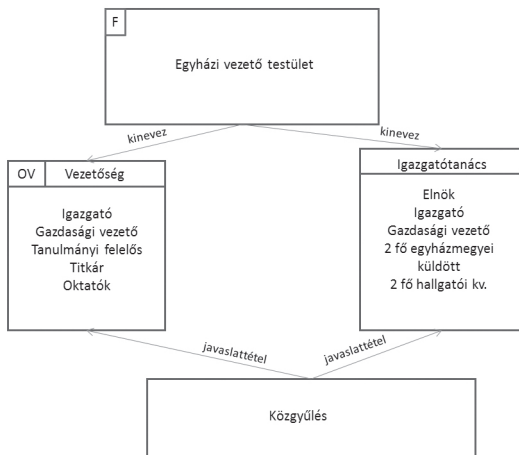 F
Egyházi vezető testület
kinevez
kinevez
OV
Vezetőség
Igazgató
Gazdasági vezető
Tanulmányi felelős
Titkár
Oktatók
Igazgatótanács
Elnök
Igazgató
Gazdasági vezető
2 fő egyházmegyei
küldött
2 fő hallgatói kv.
javaslattétel
javaslattétel
Közgyűlés